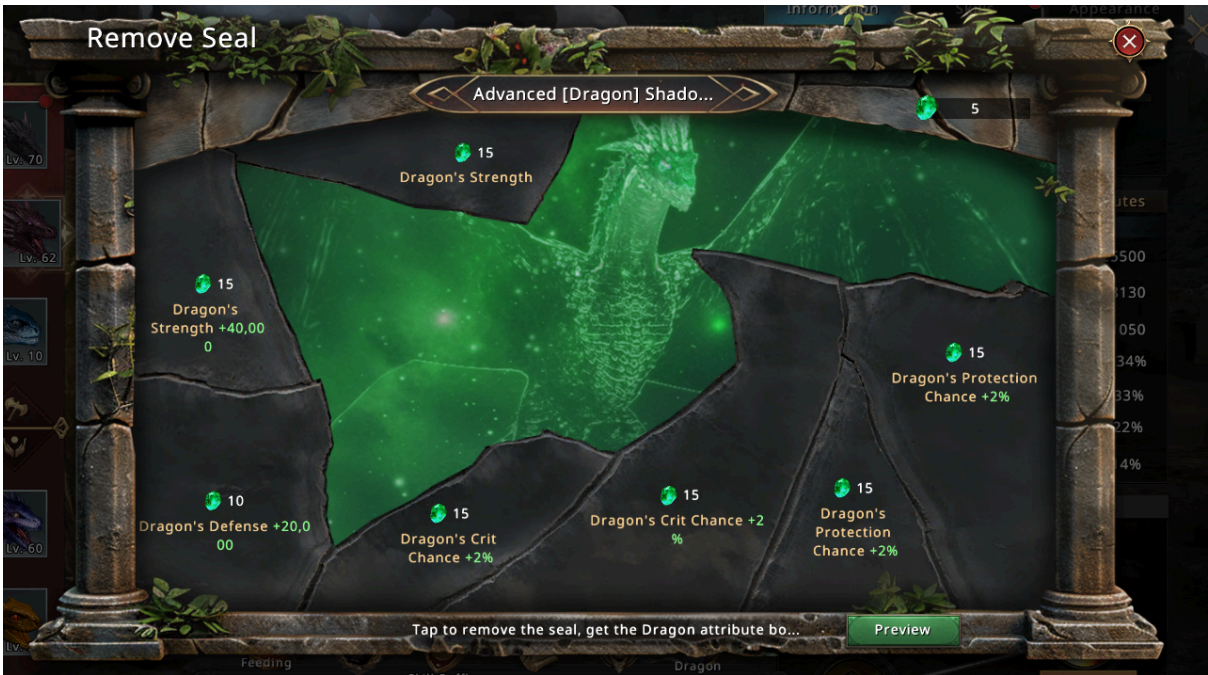 Information
Appearance
Remove Seal
Advanced [Dragon] Shado...
5
Lv. 70
15
Dragon's Strength
Lv. 62
15
Dragon's
Strength +40,00
0
Lv. 10
15
Dragon's Protection
Chance +2%
10
Dragon's Defense +20,0
00
15
Dragon's Crit
Chance +2%
15
Dragon's Crit Chance +2
%
15
Dragon's
Protection
Chance +2%
Lv. 60
Tap to remove the seal, get the Dragon attribute bo...
Preview
Feeding
Dragon